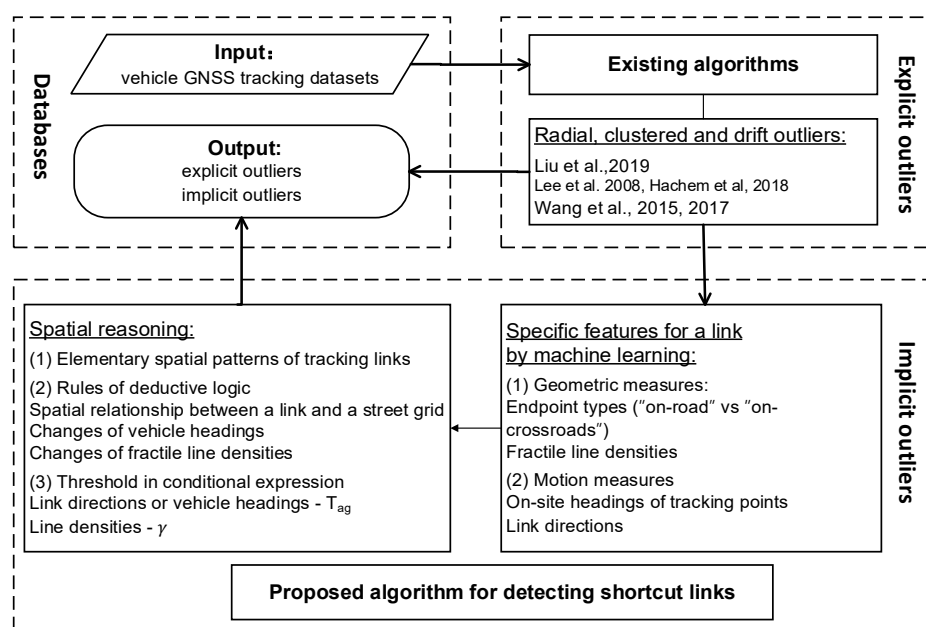 Databases
Input：
vehicle GNSS tracking datasets
Output:
explicit outliers
implicit outliers
Existing algorithms
Radial, clustered and drift outliers:
Liu et al.,2019
Lee et al. 2008, Hachem et al, 2018
Wang et al., 2015, 2017
Explicit outliers
Spatial reasoning:
(1) Elementary spatial patterns of tracking links
(2) Rules of deductive logic
Spatial relationship between a link and a street grid
Changes of vehicle headings
Changes of fractile line densities
(3) Threshold in conditional expression
Link directions or vehicle headings - Tag
Line densities - γ
Specific features for a link
by machine learning:
(1) Geometric measures:
Endpoint types (”on-road” vs ”on-
crossroads”)
Fractile line densities
(2) Motion measures
On-site headings of tracking points
Link directions
Implicit outliers
Proposed algorithm for detecting shortcut links